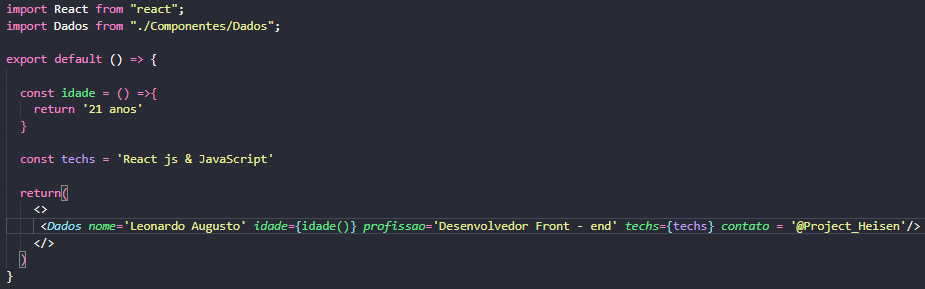 import React from "react";
import Dados from "./Componentes/Dados";
export default () => {
const idade = () =>{
return '21 anos'
}
const techs = 'React js & JavaScript'
return(
<>
<Dados nome='Leonardo Augusto' idade={idade()} profissao='Desenvolvedor Front - end' techs={techs} contato = '@Project_Heisen'/>
</>
)
}